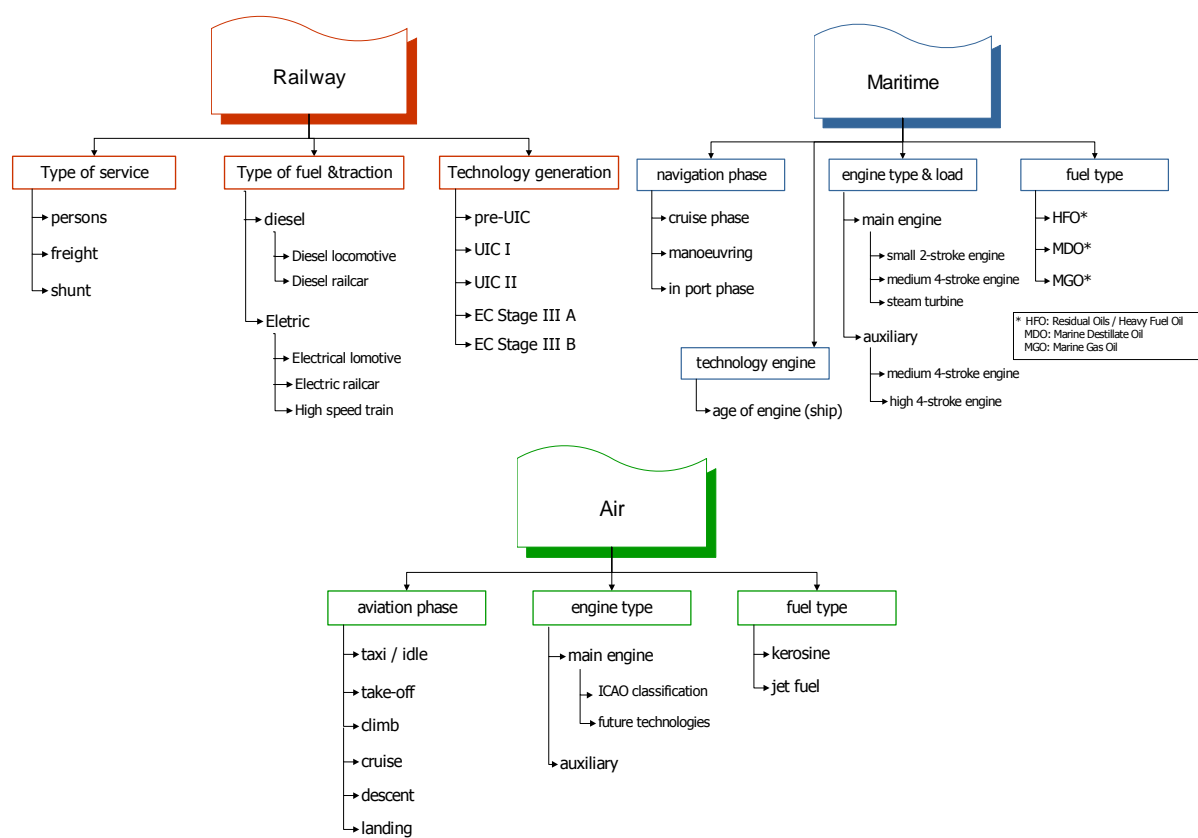 Railway
Type of service
persons
freight
shunt
Type of fuel &traction
diesel
Diesel locomotive
Diesel railcar
Eletric
Electrical lomotive
Electric railcar
High speed train
Technology generation
pre-UIC
UIC I
UIC II
EC Stage III A
EC Stage III B
Maritime
navigation phase
cruise phase
manoeuvring
in port phase
technology engine
age of engine (ship)
engine type & load
main engine
small 2-stroke engine
medium 4-stroke engine
steam turbine
auxiliary
medium 4-stroke engine
high 4-stroke engine
fuel type
HFO*
MDO*
MGO*
* HFO: Residual Oils / Heavy Fuel Oil
MDO: Marine Destillate Oil
MGO: Marine Gas Oil
Air
aviation phase
taxi / idle
take-off
climb
cruise
descent
landing
engine type
main engine
ICAO classification
future technologies
auxiliary
fuel type
kerosine
jet fuel